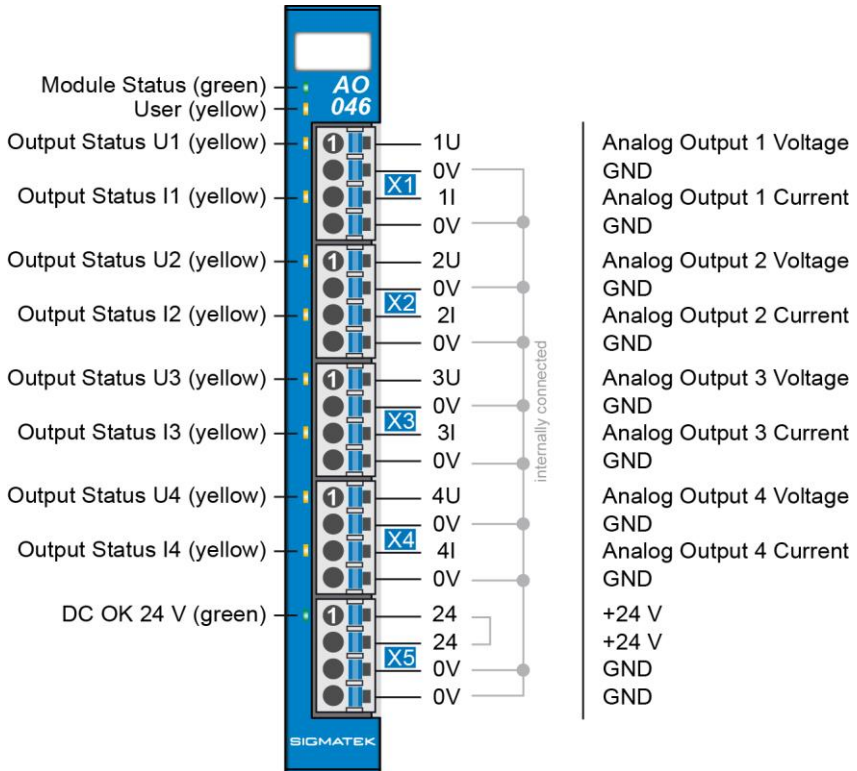 AO
046
Module Status (green)
User (yellow)
Output Status U1 (yellow) 1 1U Analog Output 1 Voltage
0V GND
X1
Output Status I1 (yellow) 1I Analog Output 1 Current
0V GND
Output Status U2 (yellow) 1 2U Analog Output 2 Voltage
0V GND
X2
Output Status I2 (yellow) 2I Analog Output 2 Current
0V GND
internally connected
Output Status U3 (yellow) 1 3U Analog Output 3 Voltage
0V GND
X3
Output Status I3 (yellow) 3I Analog Output 3 Current
0V GND
Output Status U4 (yellow) 1 4U Analog Output 4 Voltage
0V GND
X4
Output Status I4 (yellow) 4I Analog Output 4 Current
0V GND
DC OK 24 V (green) 1 24 +24 V
24 +24 V
X5
0V GND
0V GND
SIGMATEK